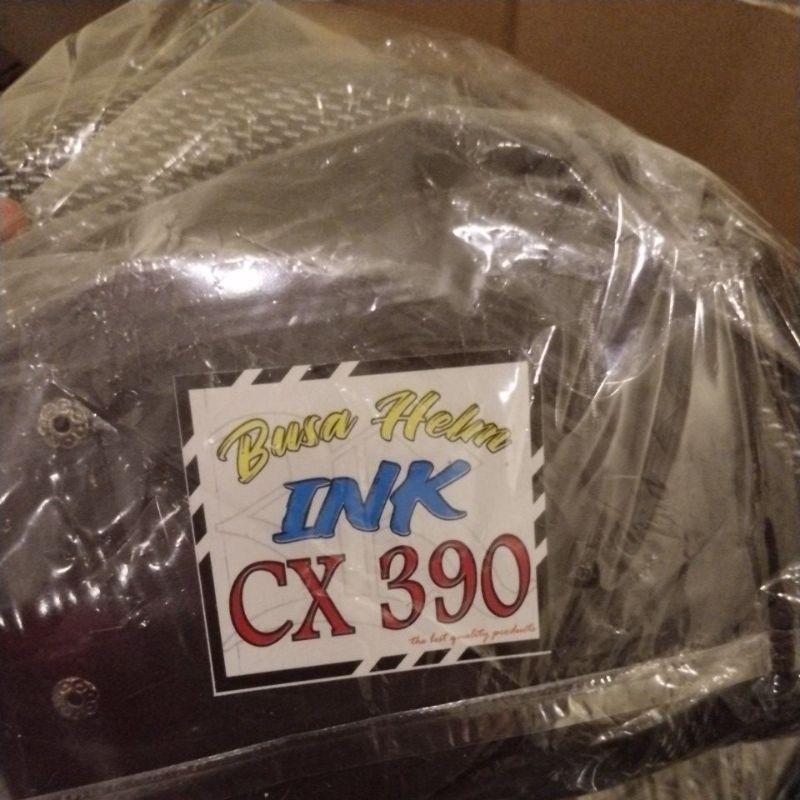 Busa Helm
INK
CX 390
the best quality products